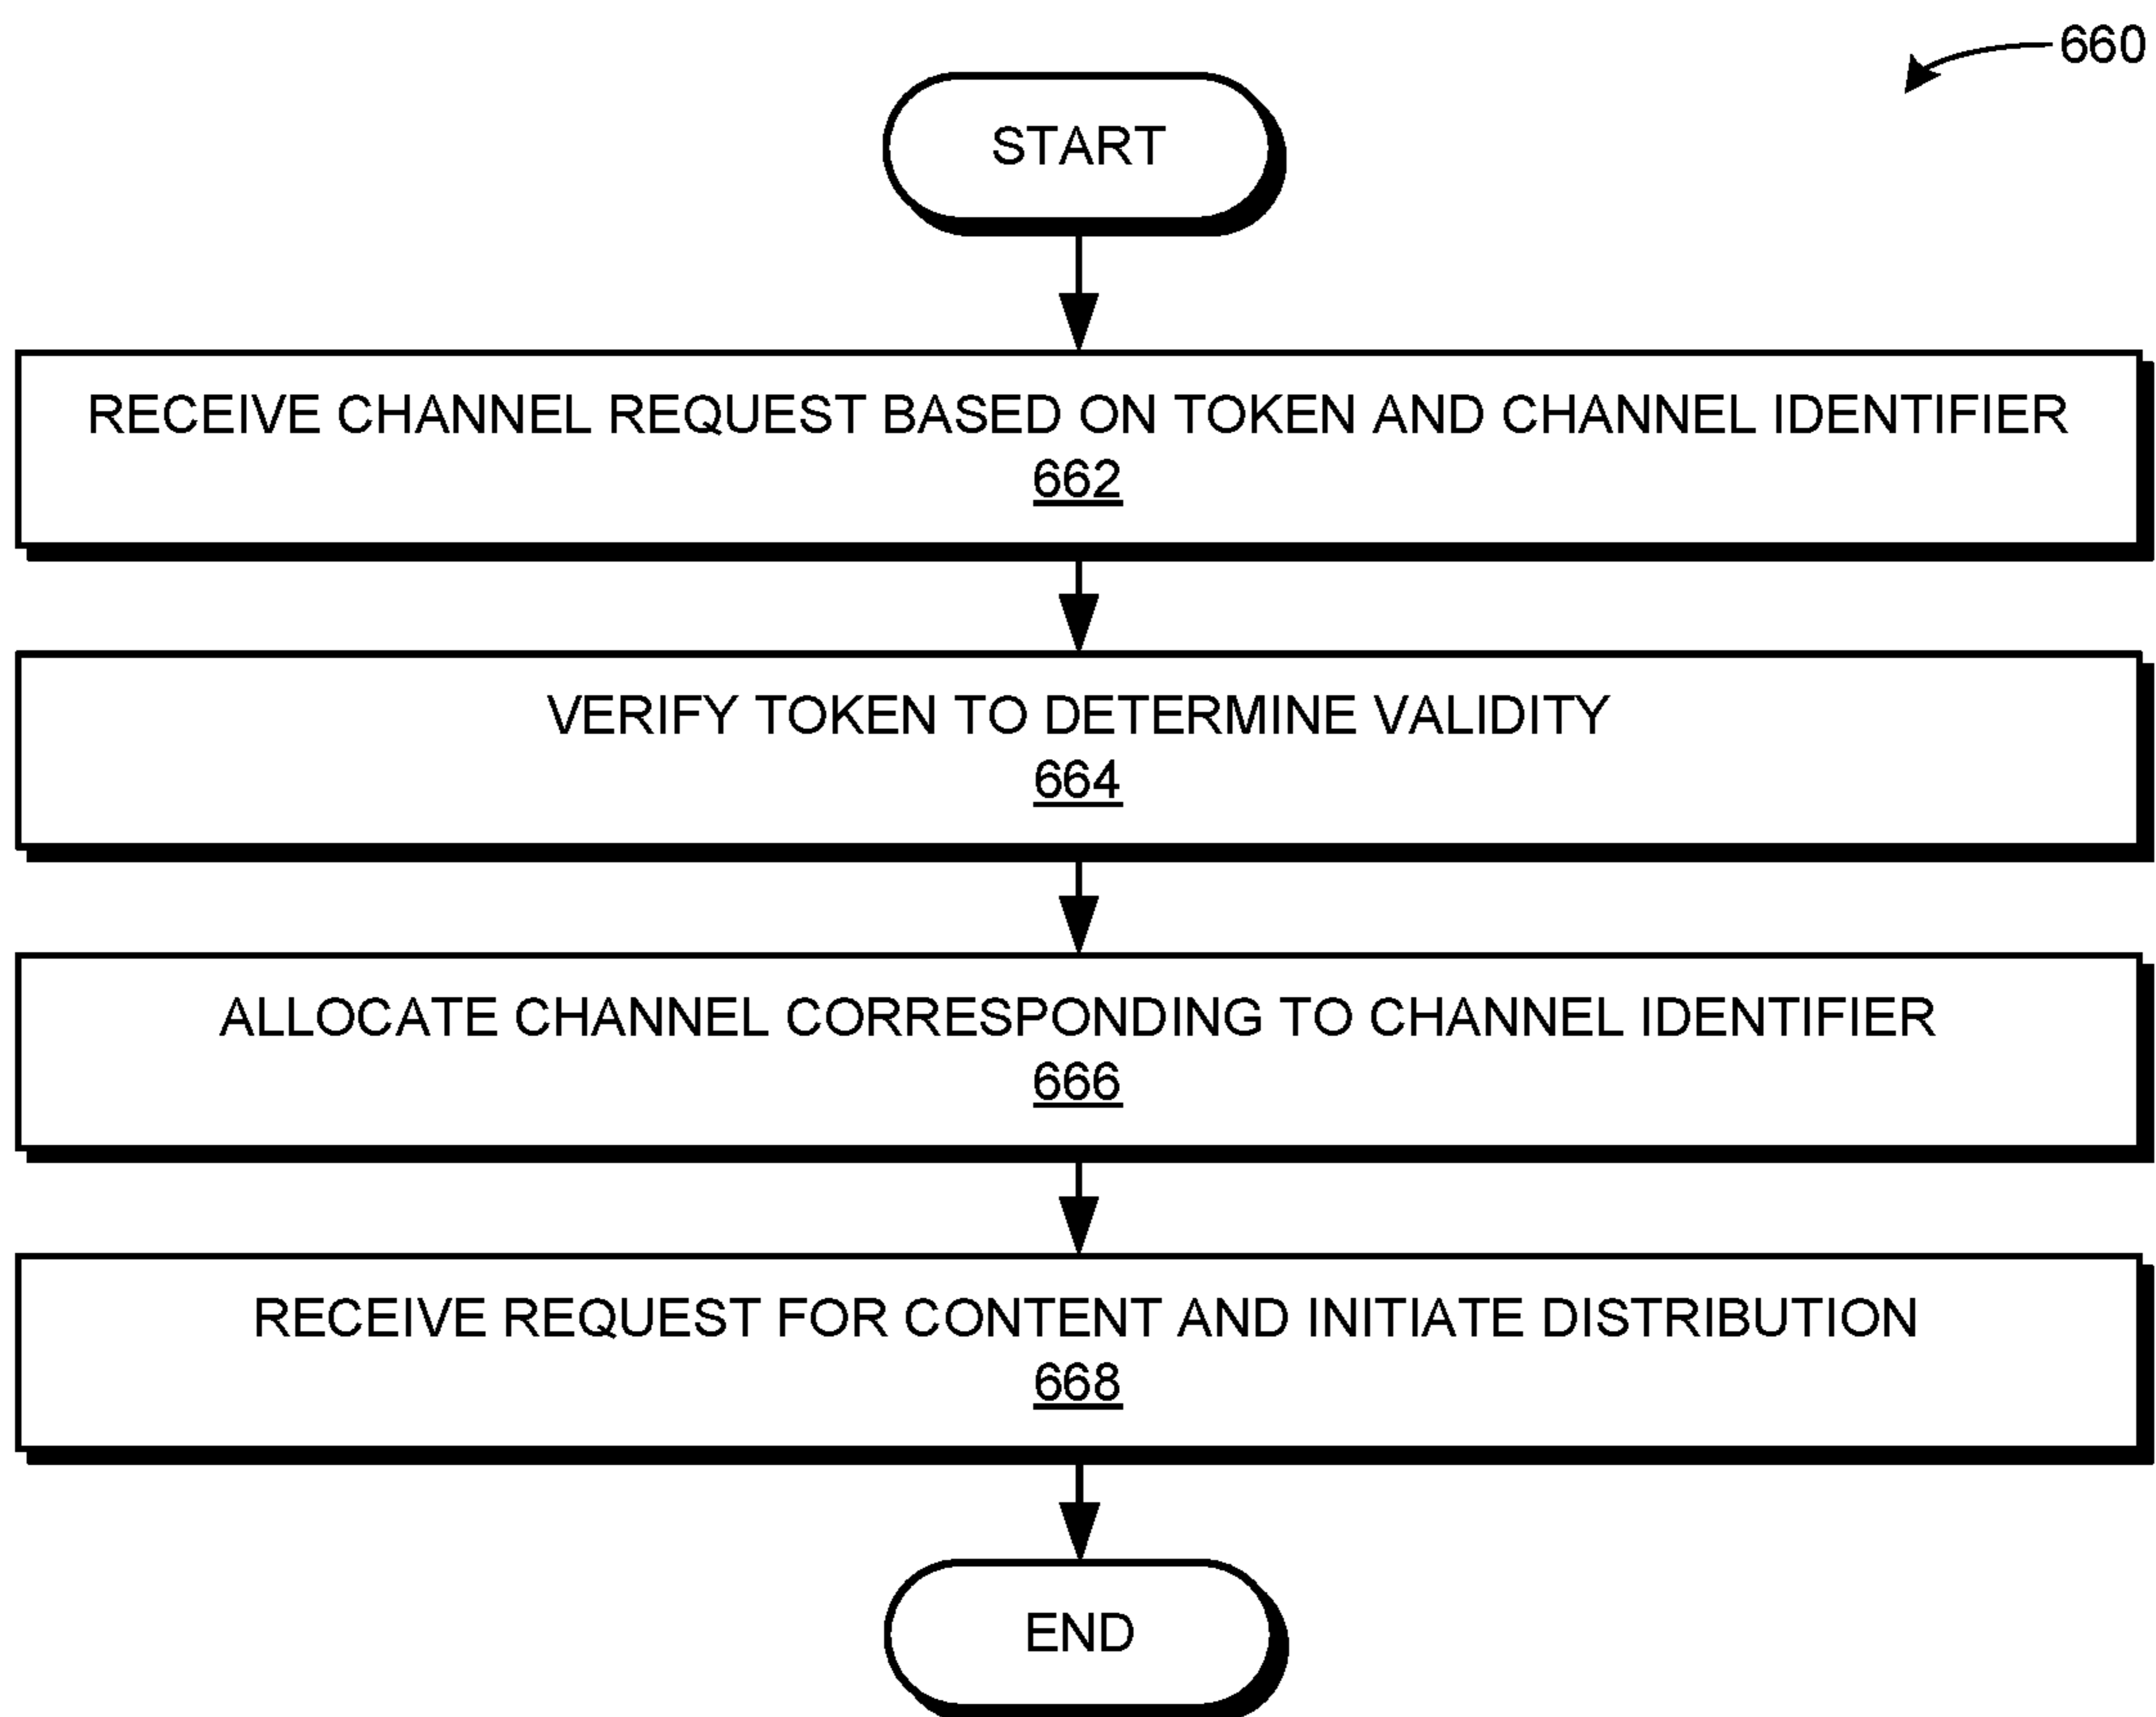 660
START
RECEIVE CHANNEL REQUEST BASED ON TOKEN AND CHANNEL IDENTIFIER
662
VERIFY TOKEN TO DETERMINE VALIDITY
664
ALLOCATE CHANNEL CORRESPONDING TO CHANNEL IDENTIFIER
666
RECEIVE REQUEST FOR CONTENT AND INITIATE DISTRIBUTION
668
END